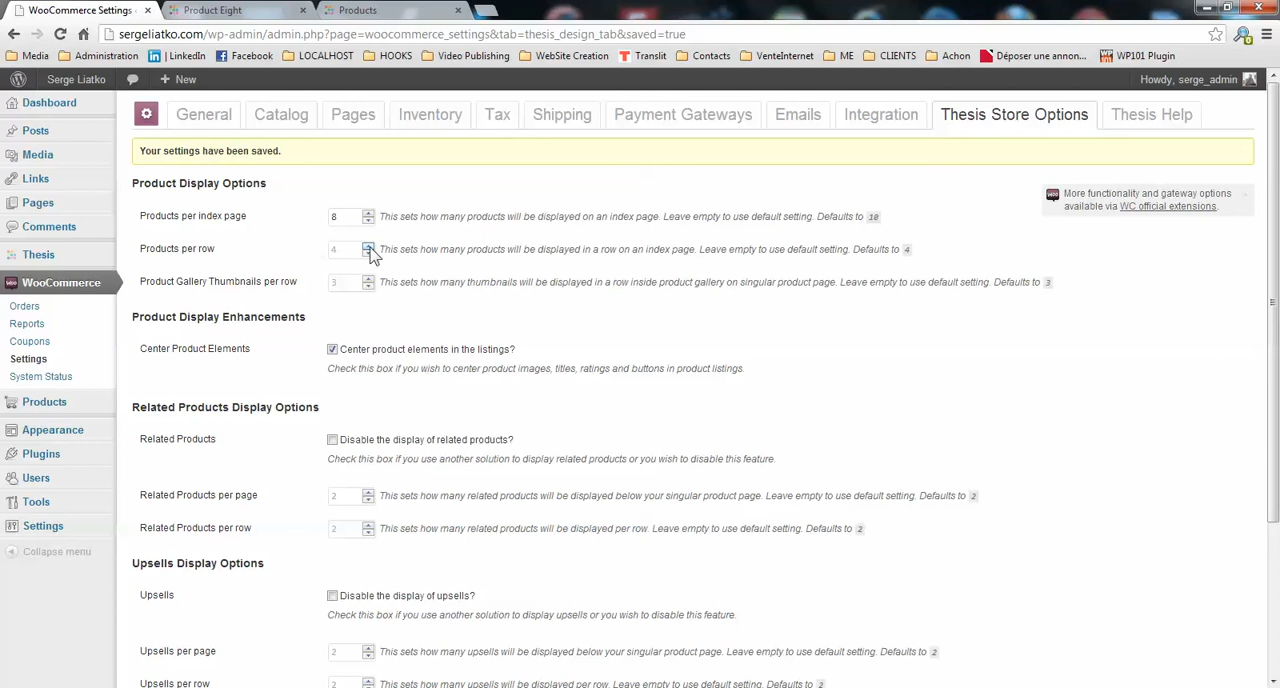 WooCommerce Settings ‹
Product Eight
Products
sergeliatko.com/wp-admin/admin.php?page=woocommerce_settings&tab=thesis_design_tab&saved=true
Media
Administration
LinkedIn
Facebook
LOCALHOST
HOOKS
Video Publishing
WebSite Creation
Translit
Contacts
VenteInternet
ME
CLIENTS
Achon
Déposer une annon...
WP101 Plugin
Serge Liatko
+ New
Howdy, serge_admin
Dashboard
Posts
Media
Links
Pages
Comments
Thesis
WooCommerce
Orders
Reports
Coupons
Settings
System Status
Products
Appearance
Plugins
Users
Tools
Settings
Collapse menu
General Catalog Pages Inventory Tax Shipping Payment Gateways Emails Integration Thesis Store Options Thesis Help
Your settings have been saved.
More functionality and gateway options
available via WC official extensions.
Product Display Options
Products per index page 8 This sets how many products will be displayed on an index page. Leave empty to use default setting. Defaults to 10
Products per row 4 This sets how many products will be displayed in a row on an index page. Leave empty to use default setting. Defaults to 4
Product Gallery Thumbnails per row 3 This sets how many thumbnails will be displayed in a row inside product gallery on singular product page. Leave empty to use default setting. Defaults to 3
Product Display Enhancements
Center Product Elements Center product elements in the listings?
Check this box if you wish to center product images, titles, ratings and buttons in product listings.
Related Products Display Options
Related Products Disable the display of related products?
Check this box if you use another solution to display related products or you wish to disable this feature.
Related Products per page 2 This sets how many related products will be displayed below your singular product page. Leave empty to use default setting. Defaults to 2
Related Products per row 2 This sets how many related products will be displayed per row. Leave empty to use default setting. Defaults to 2
Upsells Display Options
Upsells Disable the display of upsells?
Check this box if you use another solution to display upsells or you wish to disable this feature.
Upsells per page 2 This sets how many upsells will be displayed below your singular product page. Leave empty to use default setting. Defaults to 2
Upsells per row 2 This sets how many upsells will be displayed per row. Leave empty to use default setting. Defaults to 2